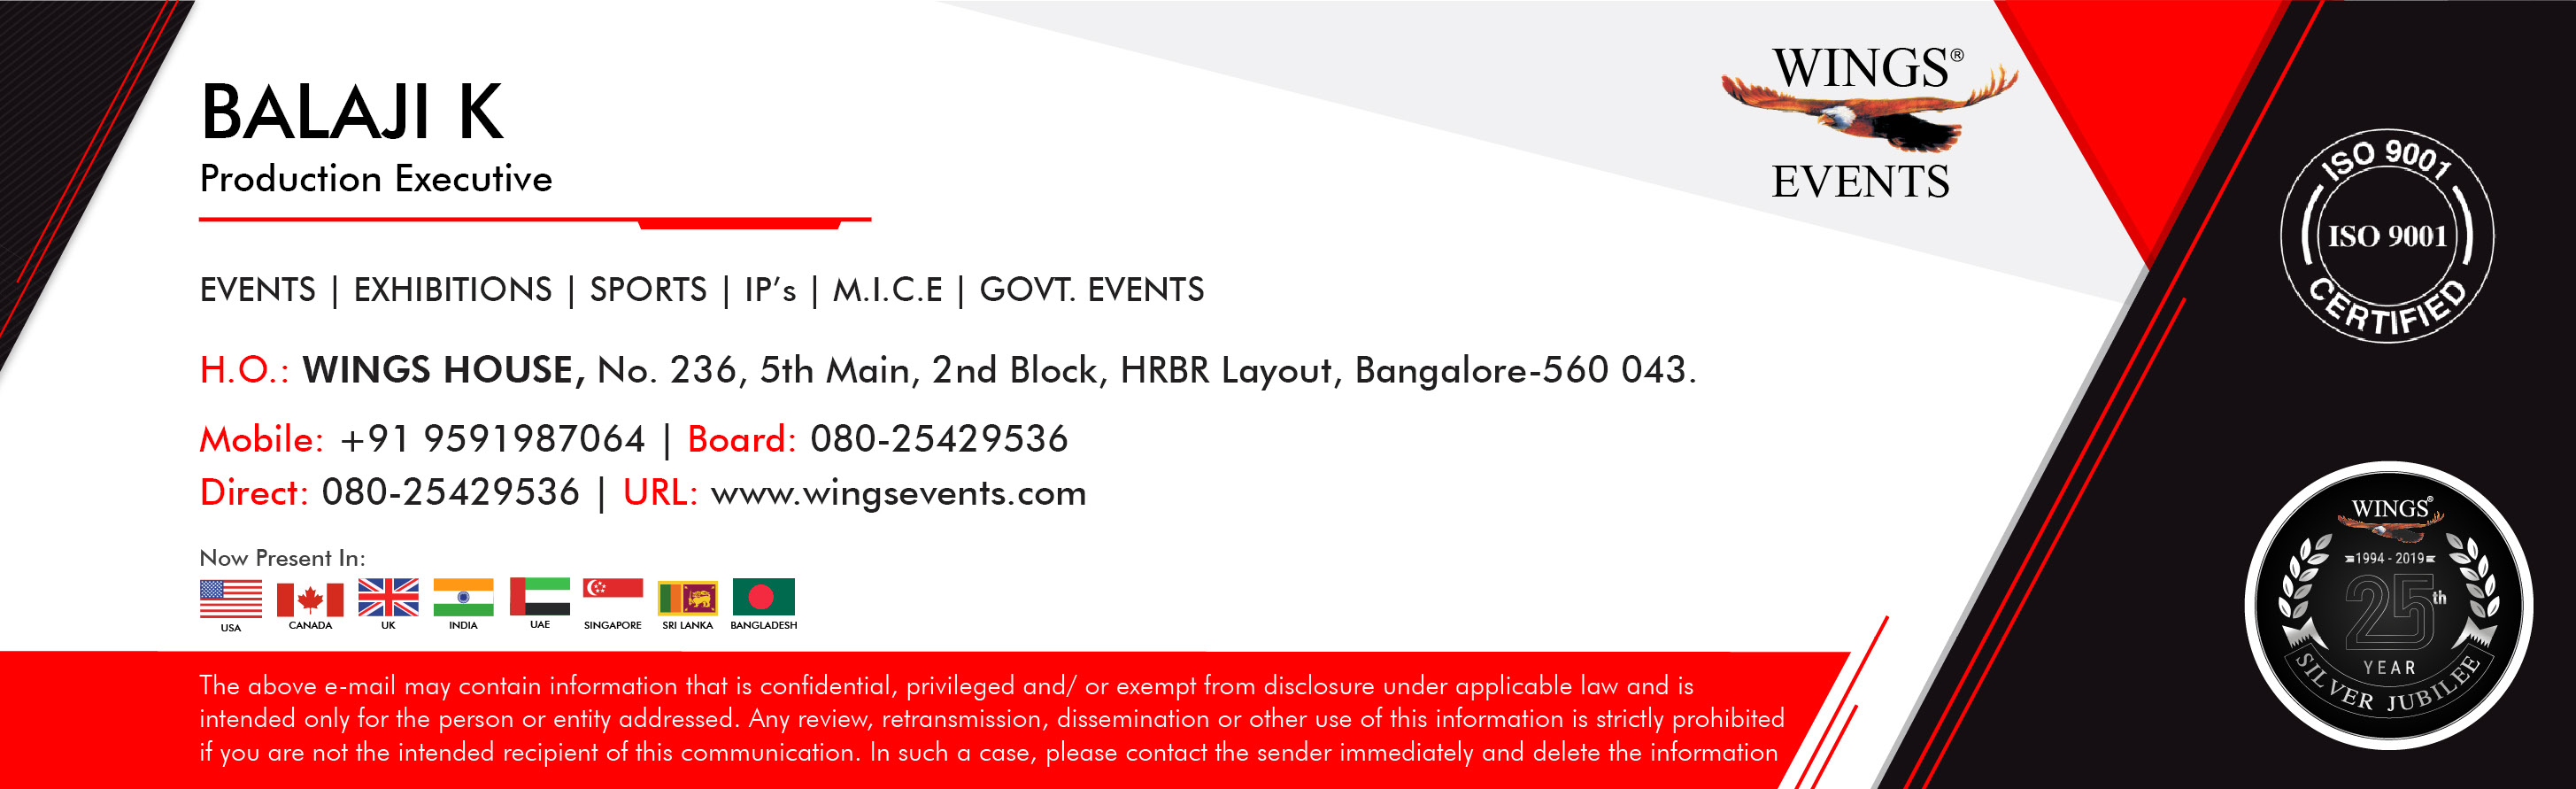 BALAJI K
Production Executive
WINGS®
EVENTS
EVENTS | EXHIBITIONS | SPORTS | IP’s | M.I.C.E | GOVT. EVENTS
H.O.: WINGS HOUSE, No. 236, 5th Main, 2nd Block, HRBR Layout, Bangalore-560 043.
Mobile: +91 9591987064 | Board: 080-25429536
Direct: 080-25429536 | URL: www.wingsevents.com
Now Present In:
USA CANADA UK INDIA UAE SINGAPORE SRI LANKA BANGLADESH
The above e-mail may contain information that is confidential, privileged and/ or exempt from disclosure under applicable law and is
intended only for the person or entity addressed. Any review, retransmission, dissemination or other use of this information is strictly prohibited
if you are not the intended recipient of this communication. In such a case, please contact the sender immediately and delete the information
ISO 9001
ISO 9001
CERTIFIED
WINGS®
1994 - 2019
25th
YEAR
SILVER JUBILEE